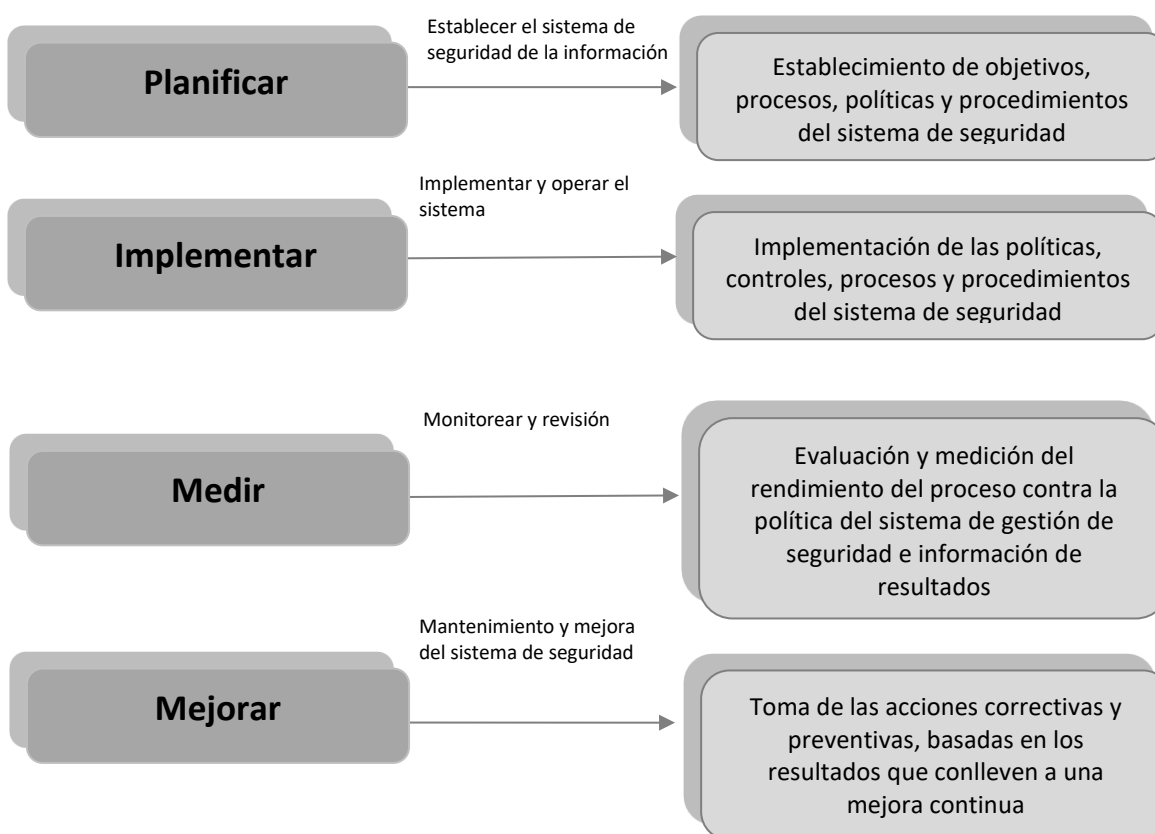 Establecer el sistema de
seguridad de la información
Planificar
Establecimiento de objetivos,
procesos, políticas y procedimientos
del sistema de seguridad
Implementar y operar el
sistema
Implementar
Implementación de las políticas,
controles, procesos y procedimientos
del sistema de seguridad
Monitorear y revisión
Medir
Evaluación y medición del
rendimiento del proceso contra la
política del sistema de gestión de
seguridad e información de
resultados
Mantenimiento y mejora
del sistema de seguridad
Mejorar
Toma de las acciones correctivas y
preventivas, basadas en los
resultados que conlleven a una
mejora continua